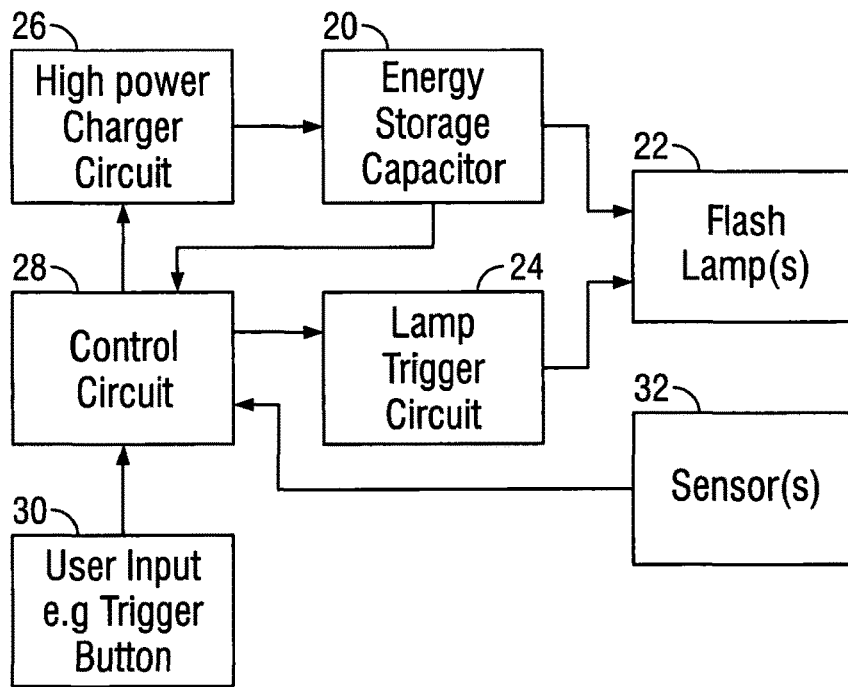 26
High power
Charger
Circuit
20
Energy
Storage
Capacitor
22
Flash
Lamp(s)
28
Control
Circuit
24
Lamp
Trigger
Circuit
32
Sensor(s)
30
User Input
e.g Trigger
Button